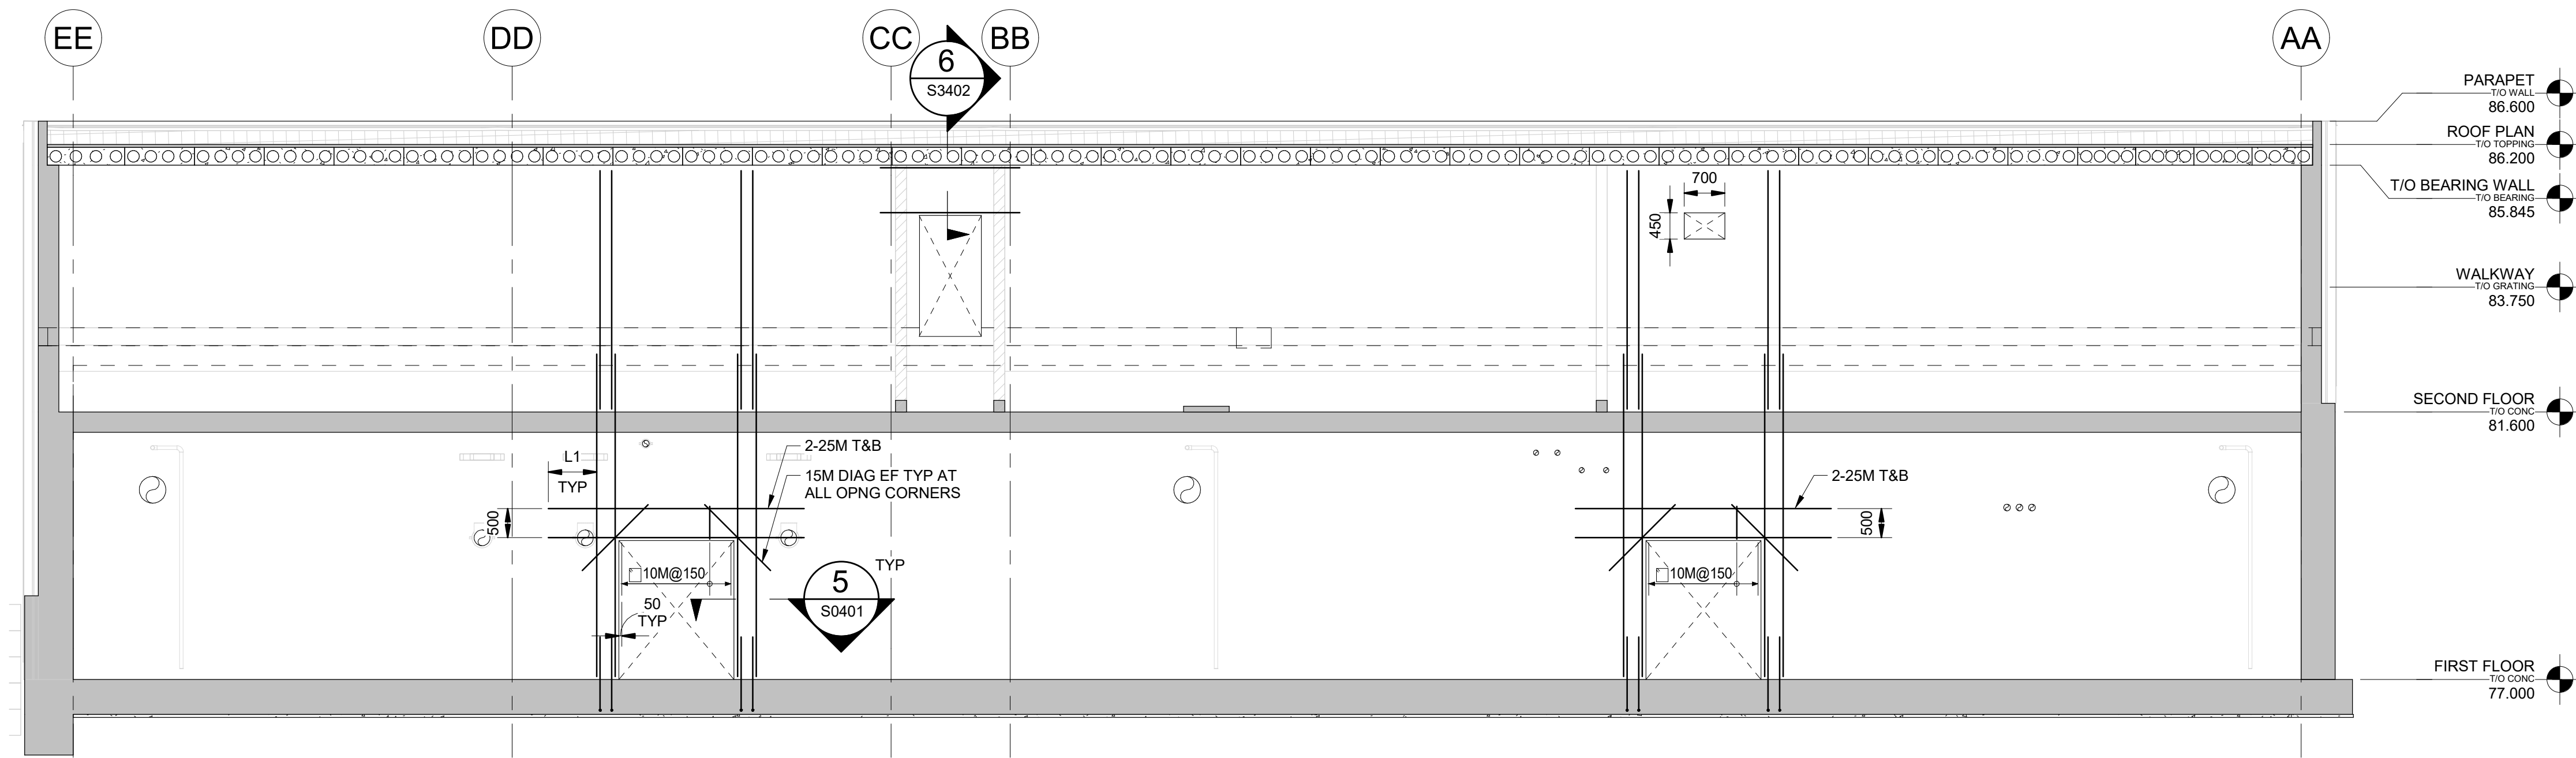 EE
DD
CC
BB
AA
6
S3402
PARAPET
T/O WALL
86.600
ROOF PLAN
T/O TOPPING
86.200
T/O BEARING WALL
T/O BEARING
85.845
WALKWAY
T/O GRATING
83.750
SECOND FLOOR
T/O CONC
81.600
FIRST FLOOR
T/O CONC
77.000
700
450
L1
TYP
2-25M T&B
15M DIAG EF TYP AT
ALL OPNG CORNERS
500
10M@150
50
TYP
5
S0401
TYP
2-25M T&B
500
10M@150